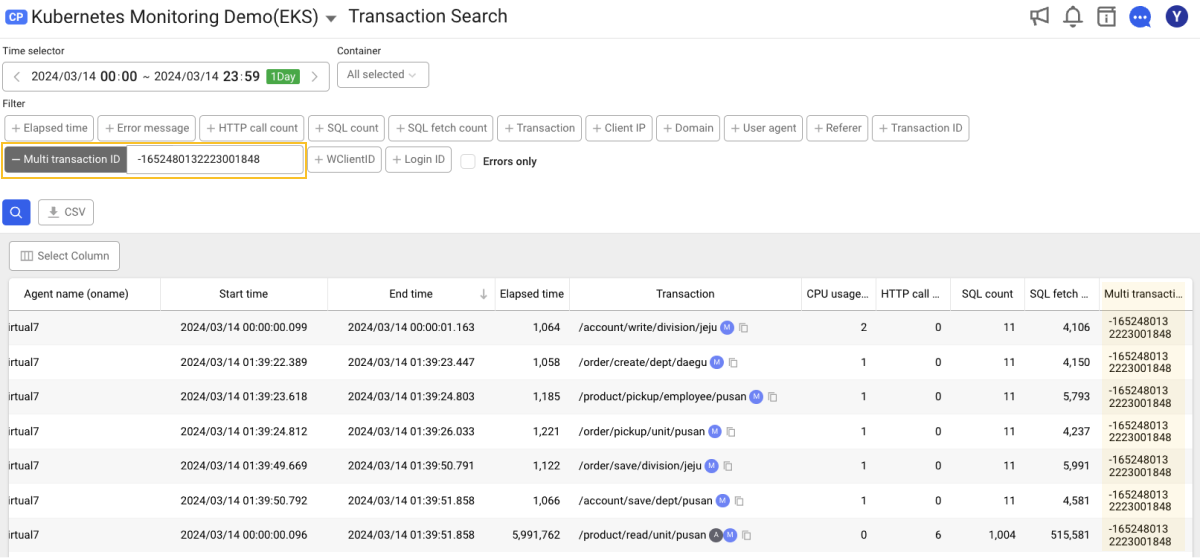 CP Kubernetes Monitoring Demo(EKS) Transaction Search Y
Time selector Container
2024/03/14 00:00 ~ 2024/03/14 23:59 1Day All selected
Filter
+ Elapsed time + Error message + HTTP call count + SQL count + SQL fetch count + Transaction + Client IP + Domain + User agent + Referer + Transaction ID
− Multi transaction ID -1652480132223001848 + WClientID + Login ID Errors only
CSV
Select Column
Agent name (oname) Start time End time Elapsed time Transaction CPU usage... HTTP call ... SQL count SQL fetch ... Multi transacti...
irtual7 2024/03/14 00:00:00.099 2024/03/14 00:00:01.163 1,064 /account/write/division/jeju M 2 0 11 4,106 -165248013
2223001848
irtual7 2024/03/14 01:39:22.389 2024/03/14 01:39:23.447 1,058 /order/create/dept/daegu M 1 0 11 4,150 -165248013
2223001848
irtual7 2024/03/14 01:39:23.618 2024/03/14 01:39:24.803 1,185 /product/pickup/employee/pusan M 1 0 11 5,793 -165248013
2223001848
irtual7 2024/03/14 01:39:24.812 2024/03/14 01:39:26.033 1,221 /order/pickup/unit/pusan M 1 0 11 4,237 -165248013
2223001848
irtual7 2024/03/14 01:39:49.669 2024/03/14 01:39:50.791 1,122 /order/save/division/jeju M 1 0 11 5,991 -165248013
2223001848
irtual7 2024/03/14 01:39:50.792 2024/03/14 01:39:51.858 1,066 /account/save/dept/pusan M 1 0 11 4,581 -165248013
2223001848
irtual7 2024/03/14 00:00:00.096 2024/03/14 01:39:51.858 5,991,762 /product/read/unit/pusan A M 0 6 1,004 515,581 -165248013
2223001848